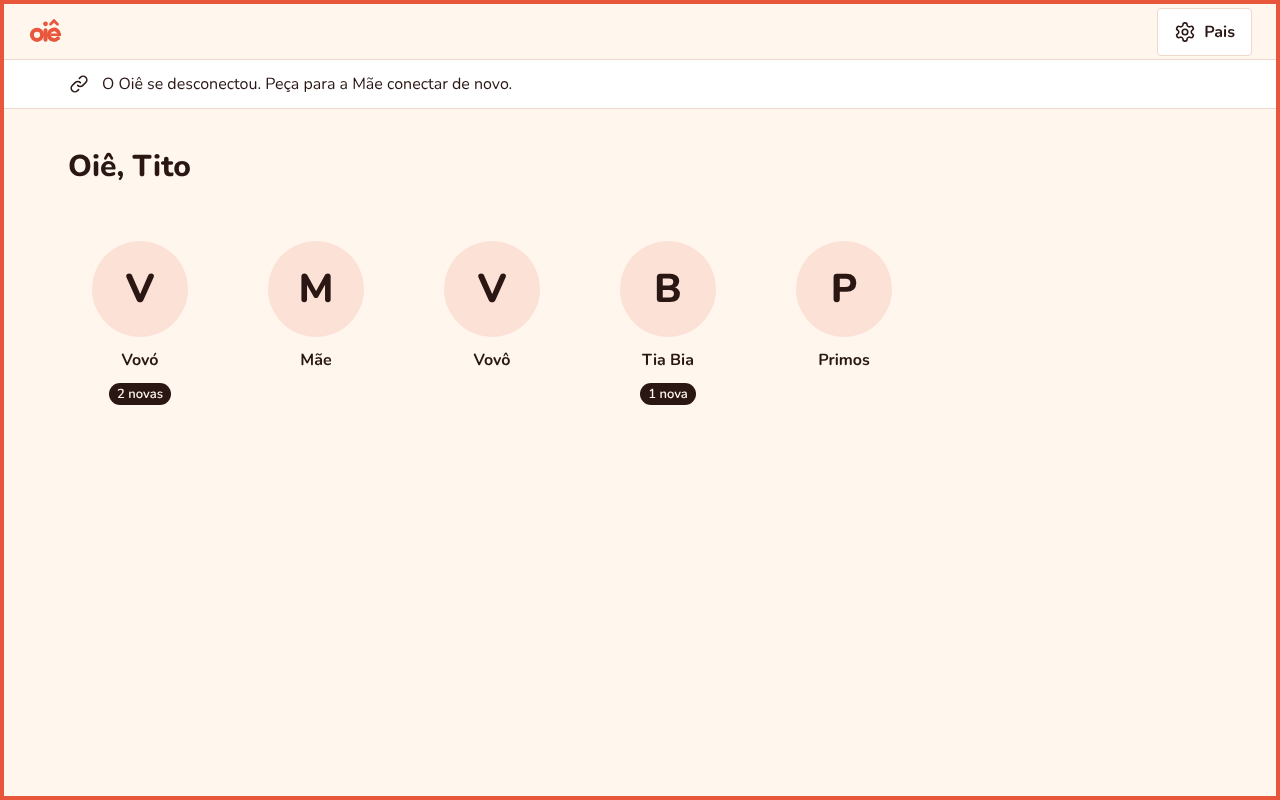 oiê
Pais
O Oiê se desconectou. Peça para a Mãe conectar de novo.
Oiê, Tito
V M V B P
Vovó Mãe Vovô Tia Bia Primos
2 novas 1 nova